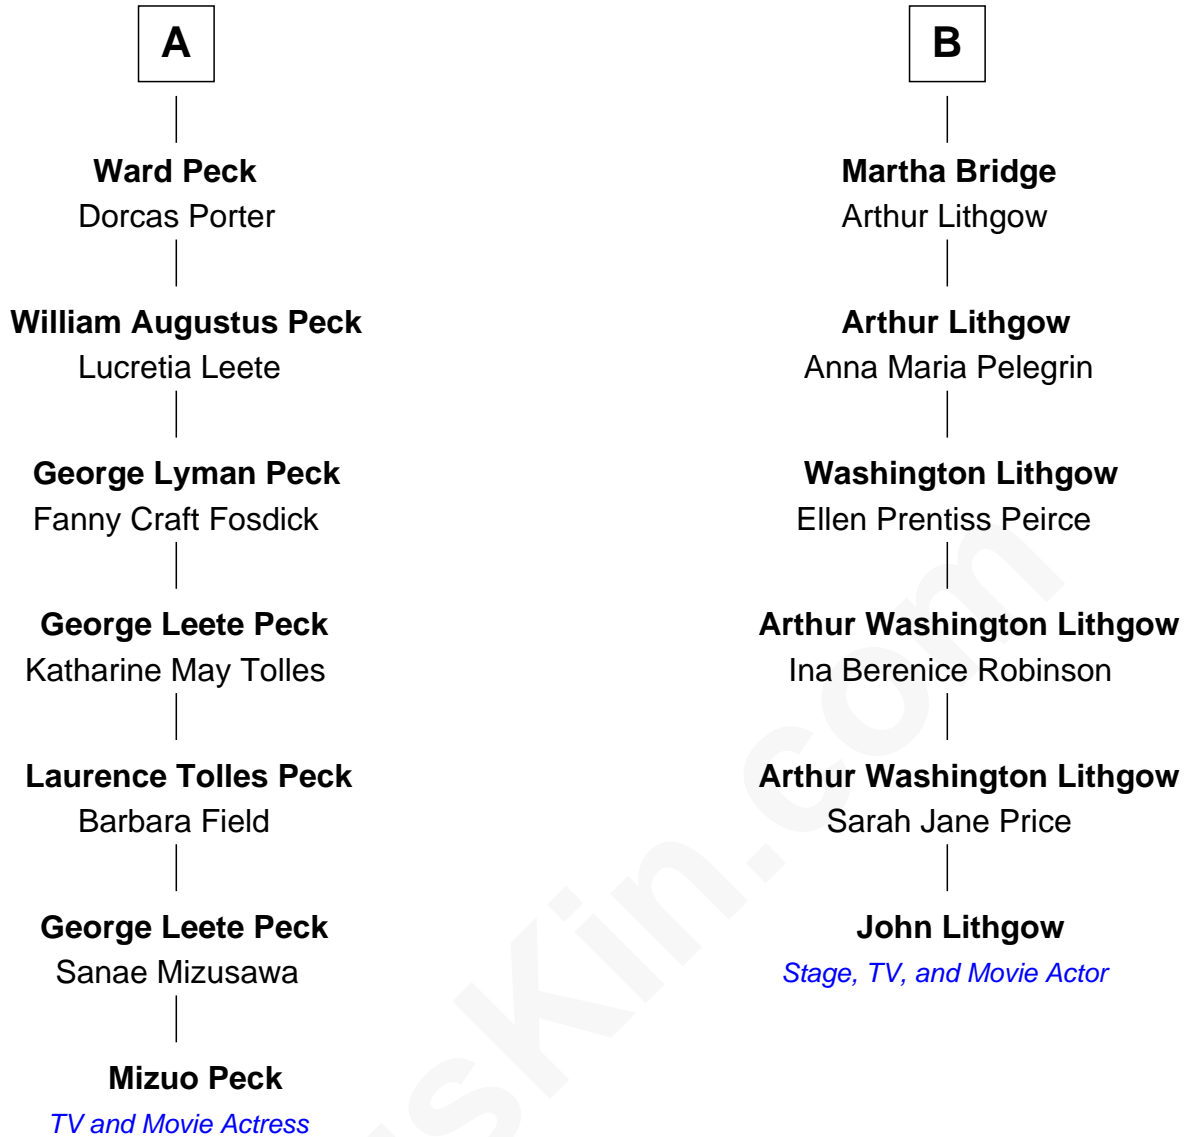 A
Ward Peck
Dorcas Porter
William Augustus Peck
Lucretia Leete
George Lyman Peck
Fanny Craft Fosdick
George Leete Peck
Katharine May Tolles
Laurence Tolles Peck
Barbara Field
George Leete Peck
Sanae Mizusawa
Mizuo Peck
TV and Movie Actress
B
Martha Bridge
Arthur Lithgow
Arthur Lithgow
Anna Maria Pelegrin
Washington Lithgow
Ellen Prentiss Peirce
Arthur Washington Lithgow
Ina Berenice Robinson
Arthur Washington Lithgow
Sarah Jane Price
John Lithgow
Stage, TV, and Movie Actor